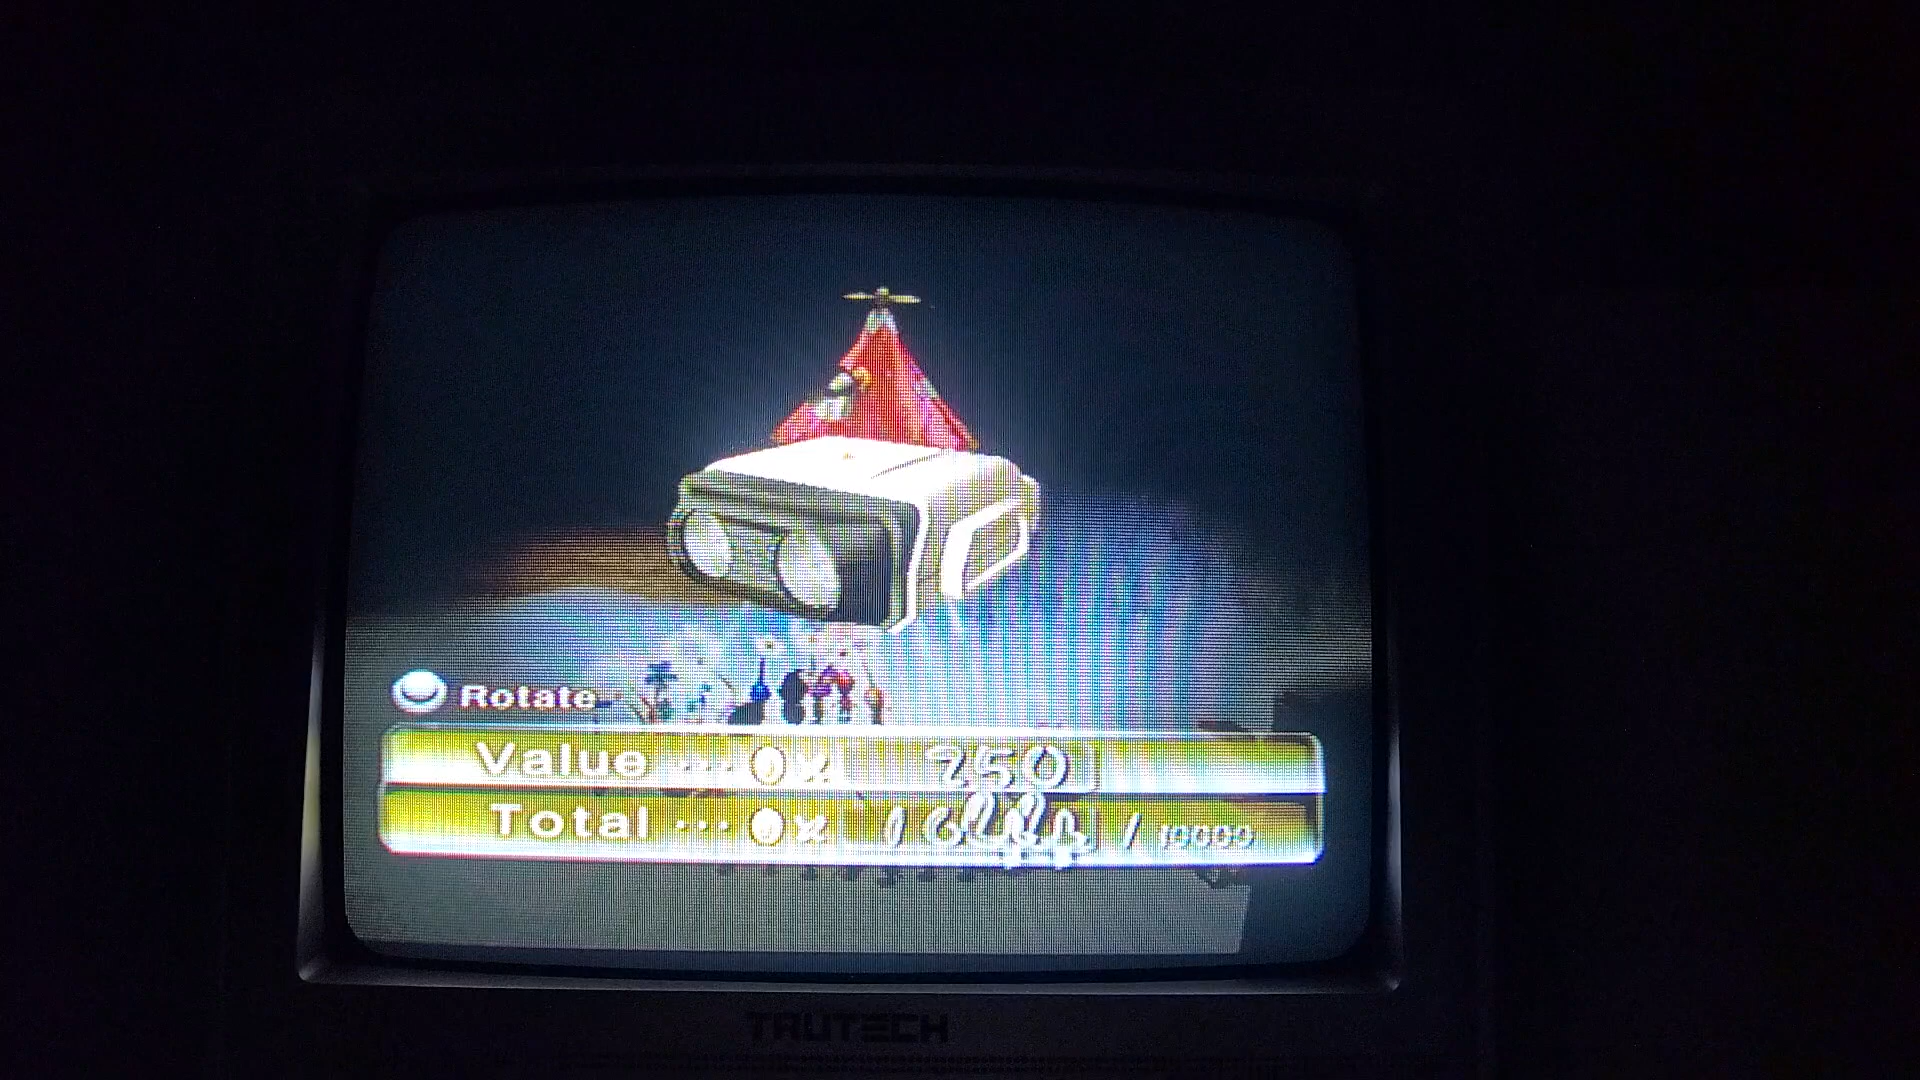 Rotate
Value ... x 250
Total ... x / 10000
TRUTECH